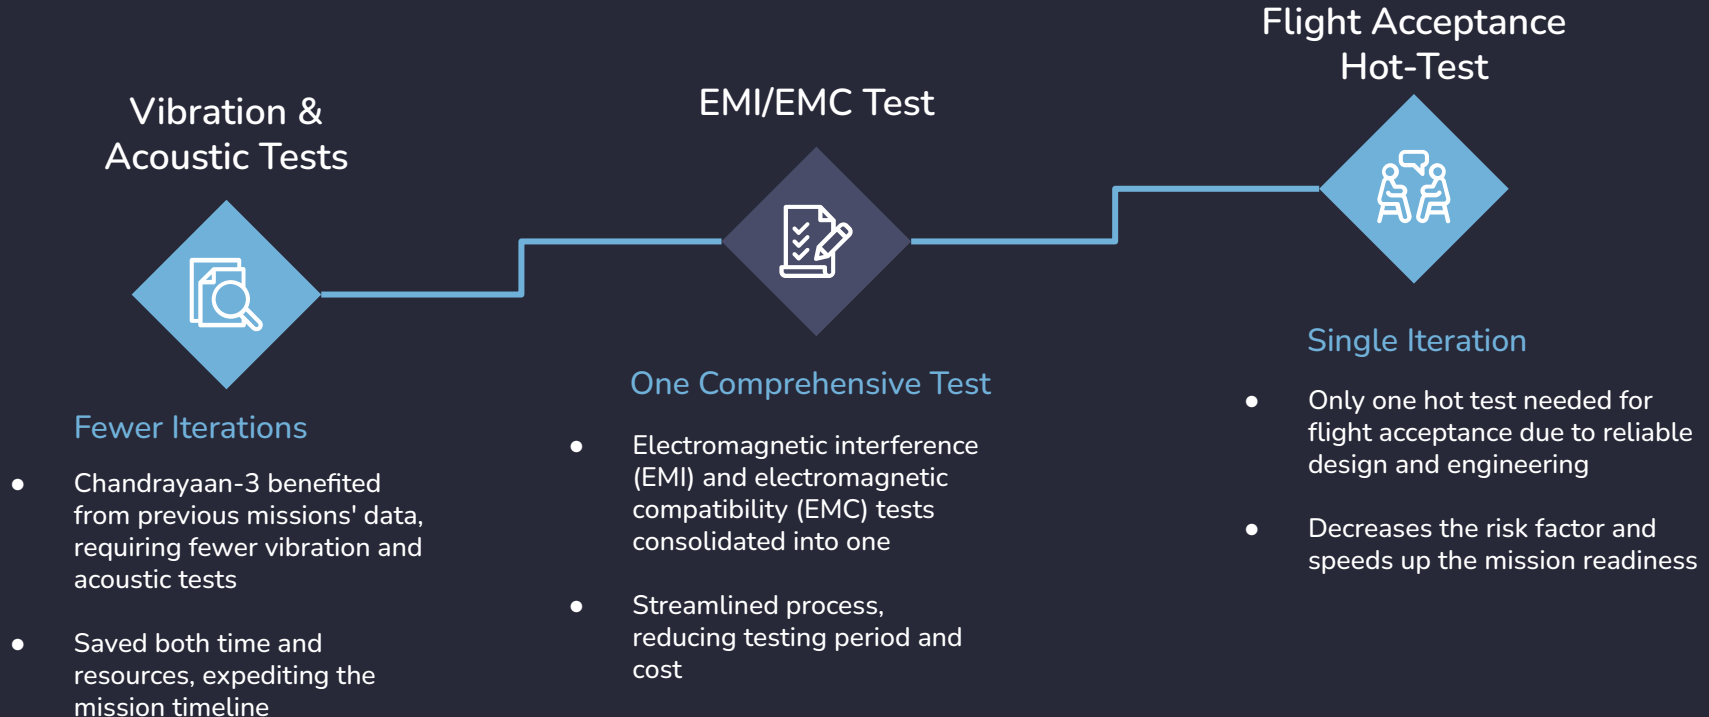 Vibration &
Acoustic Tests
Fewer Iterations
● Chandrayaan-3 benefited
from previous missions' data,
requiring fewer vibration and
acoustic tests
● Saved both time and
resources, expediting the
mission timeline
EMI/EMC Test
One Comprehensive Test
● Electromagnetic interference
(EMI) and electromagnetic
compatibility (EMC) tests
consolidated into one
● Streamlined process,
reducing testing period and
cost
Flight Acceptance
Hot-Test
Single Iteration
● Only one hot test needed for
flight acceptance due to reliable
design and engineering
● Decreases the risk factor and
speeds up the mission readiness